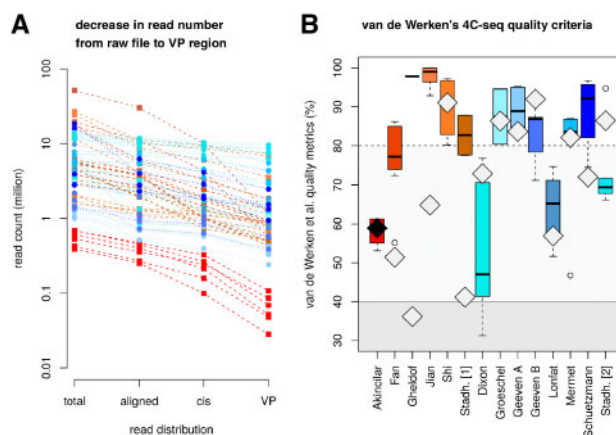 A
decrease in read number
from raw file to VP region
read count (million)
100
10
1
0.1
0.01
total
aligned
cis
VP
read distribution
B
van de Werken's 4C-seq quality criteria
van de Werken et al. quality metrics (%)
100
90
80
70
60
50
40
30
Akincilar
Fan
Gheldof
Jian
Shi
Stadh. [1]
Dixon
Groeschel
Geeven A
Geeven B
Lonfat
Mermet
Schuetzmann
Stadh. [2]